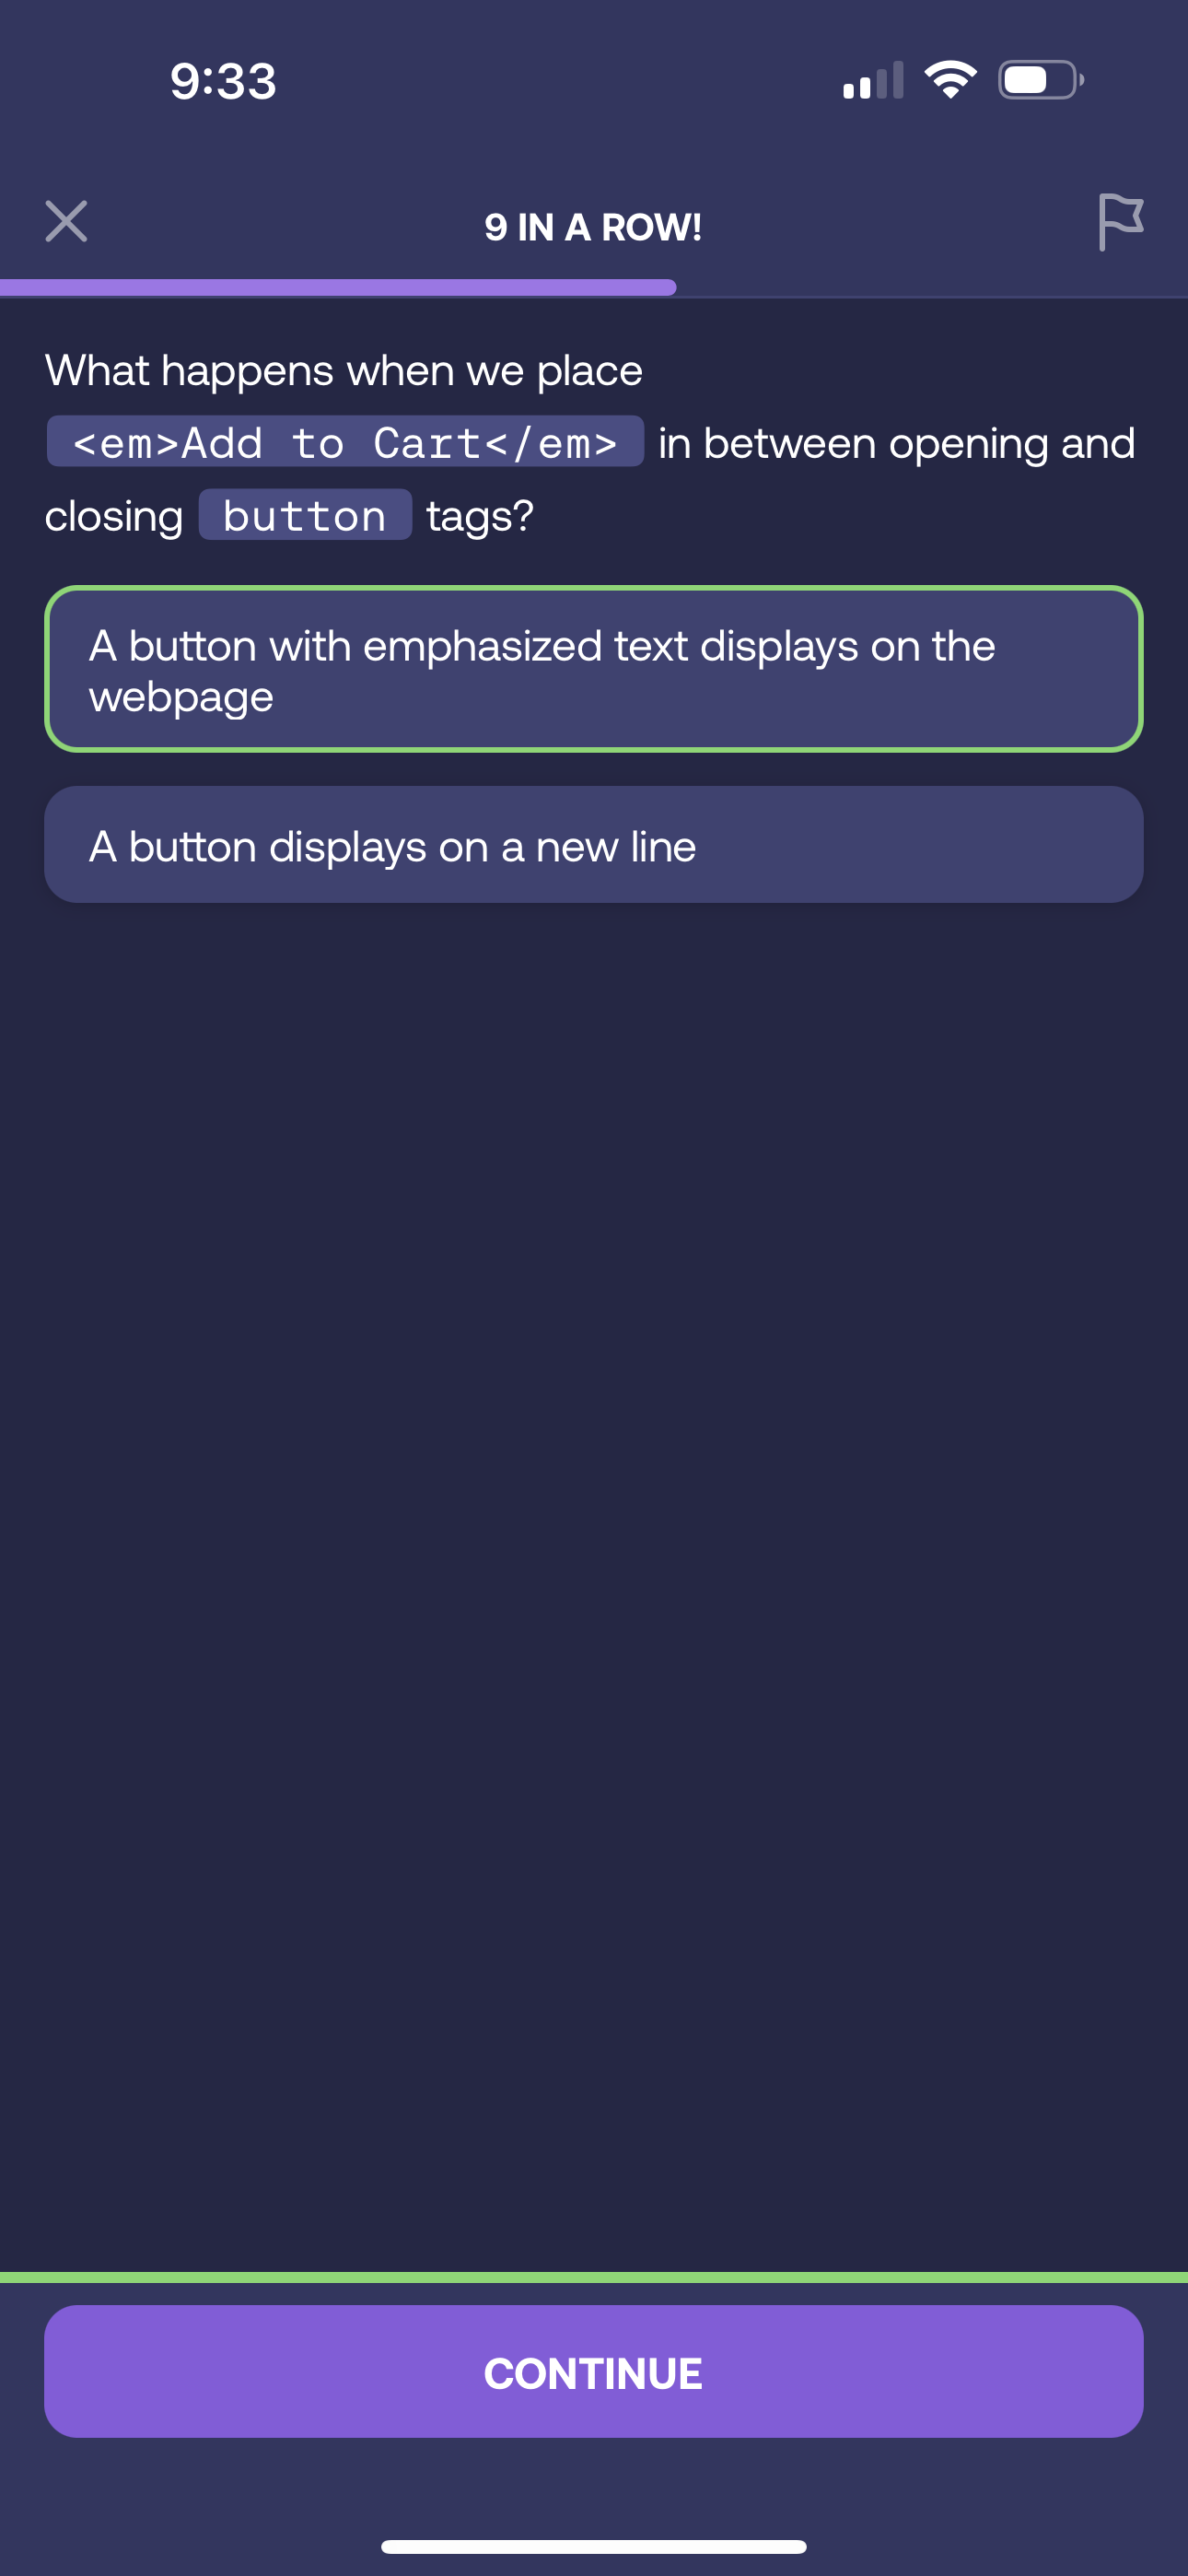 9:33
9 IN A ROW!
What happens when we place
<em>Add to Cart</em> in between opening and
closing button tags?
A button with emphasized text displays on the
webpage
A button displays on a new line
CONTINUE